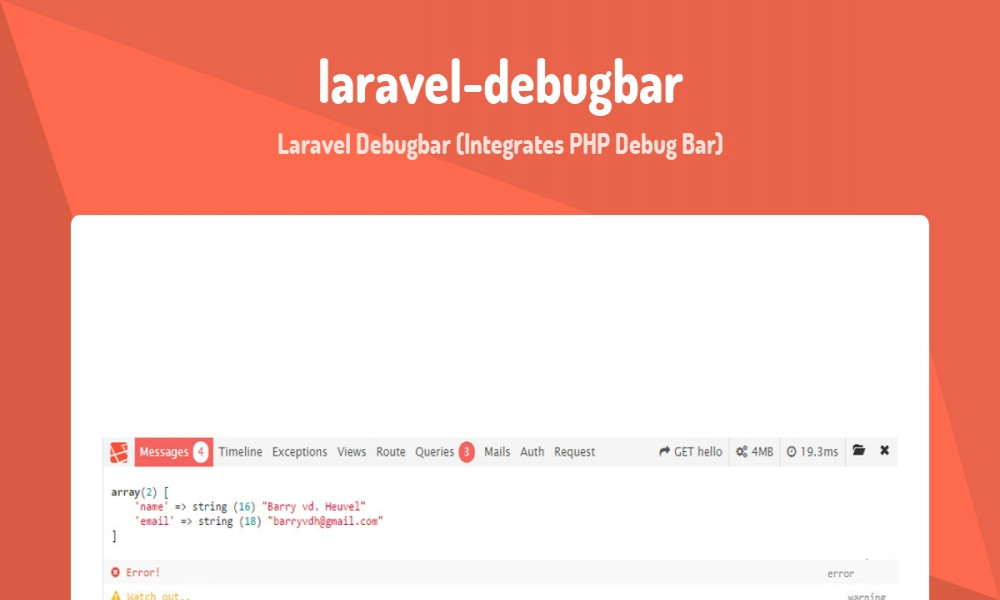 laravel-debugbar
Laravel Debugbar (Integrates PHP Debug Bar)
Messages 4 Timeline Exceptions Views Route Queries 3 Mails Auth Request GET hello 4MB 19.3ms
array(2) [
'name' => string (16) "Barry vd. Heuvel"
'email' => string (18) "barryvdh@gmail.com"
]
Error! error
Watch out.. warning